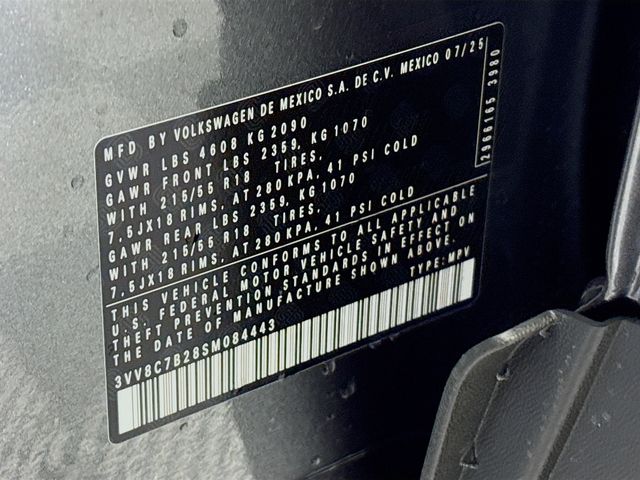 MFD BY VOLKSWAGEN DE MEXICO S.A. DE C.V. MEXICO 07/25
GVWR LBS 4608 KG 2090
GAWR FRONT LBS 2359, KG 1070
WITH 215/55 R18 TIRES,
7,5JX18 RIMS, AT 280 KPA, 41 PSI COLD
GAWR REAR LBS 2359, KG 1070
WITH 215/55 R18 TIRES,
7,5JX18 RIMS, AT 280 KPA, 41 PSI COLD
THIS VEHICLE CONFORMS TO ALL APPLICABLE
U.S. FEDERAL MOTOR VEHICLE SAFETY AND
THEFT PREVENTION STANDARDS IN EFFECT ON
THE DATE OF MANUFACTURE SHOWN ABOVE.
TYPE: MPV
3VV8C7B28SM084443
2966165 3980